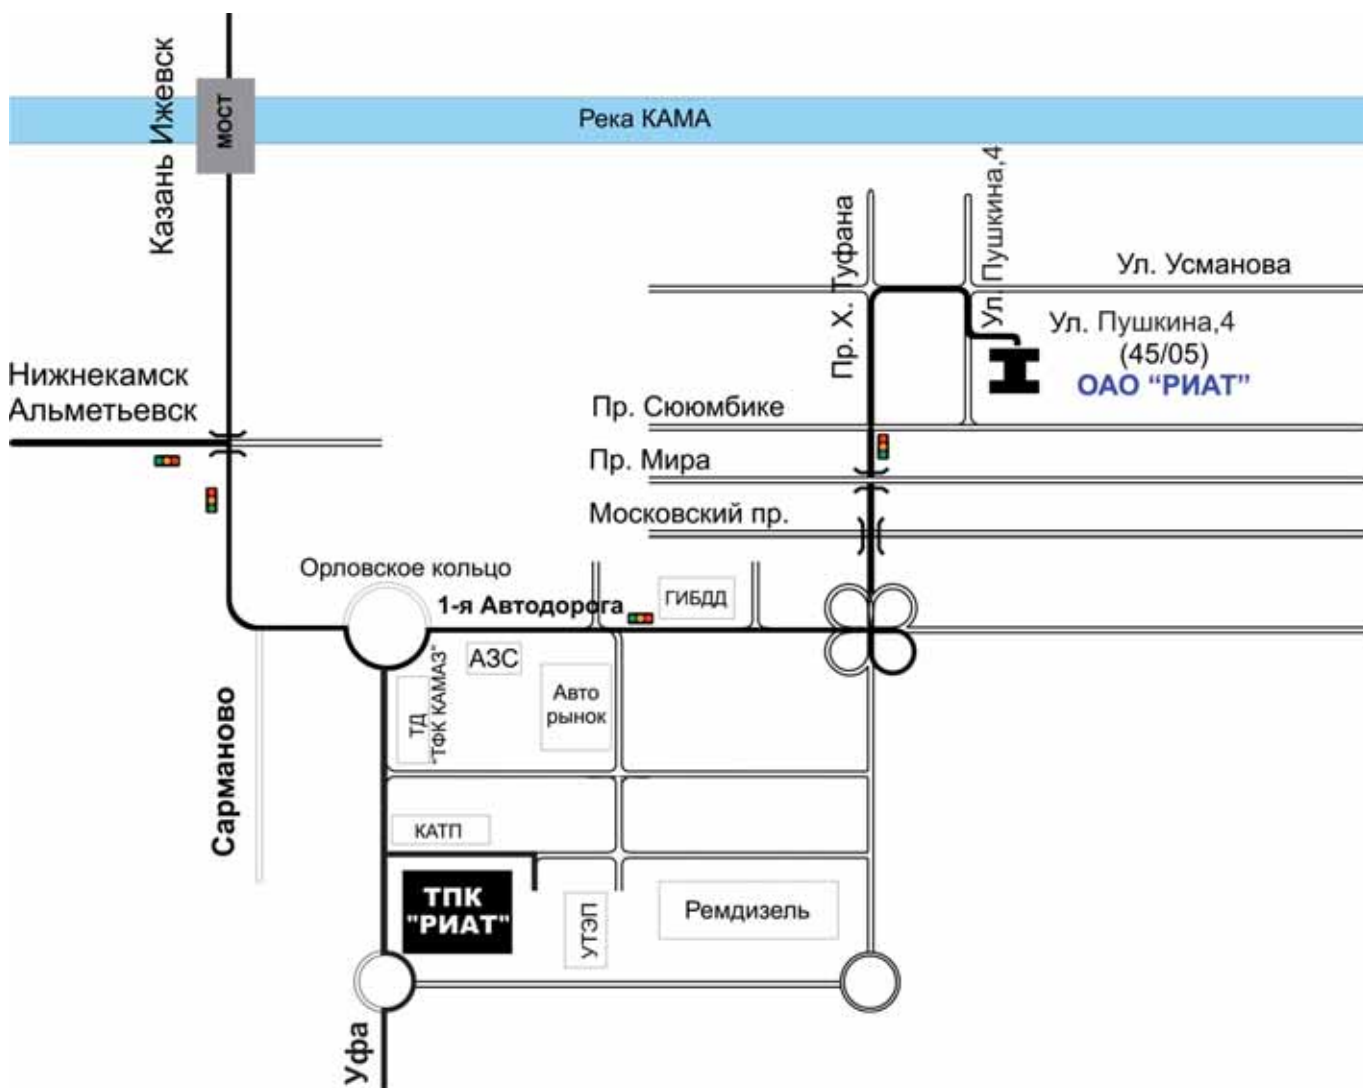 Казань Ижевск
МОСТ
Река КАМА
Пр. Х. Туфана
Ул. Пушкина,4
Ул. Усманова
Ул. Пушкина,4
(45/05)
ОАО “РИАТ”
Нижнекамск
Альметьевск
Пр. Сююмбике
Пр. Мира
Московский пр.
Орловское кольцо
1-я Автодорога
ГИБДД
АЗС
ТД
"ТФК КАМАЗ"
Авто
рынок
Сарманово
КАТП
ТПК
"РИАТ"
УТЭП
Ремдизель
Уфа